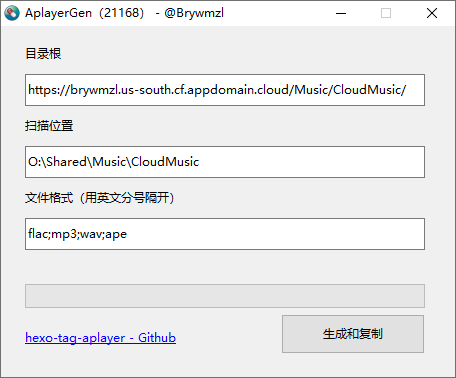 AplayerGen（21168） - @Brywmzl
目录根
https://brywmzl.us-south.cf.appdomain.cloud/Music/CloudMusic/
扫描位置
O:\Shared\Music\CloudMusic
文件格式（用英文分号隔开）
flac;mp3;wav;ape
hexo-tag-aplayer - Github
生成和复制